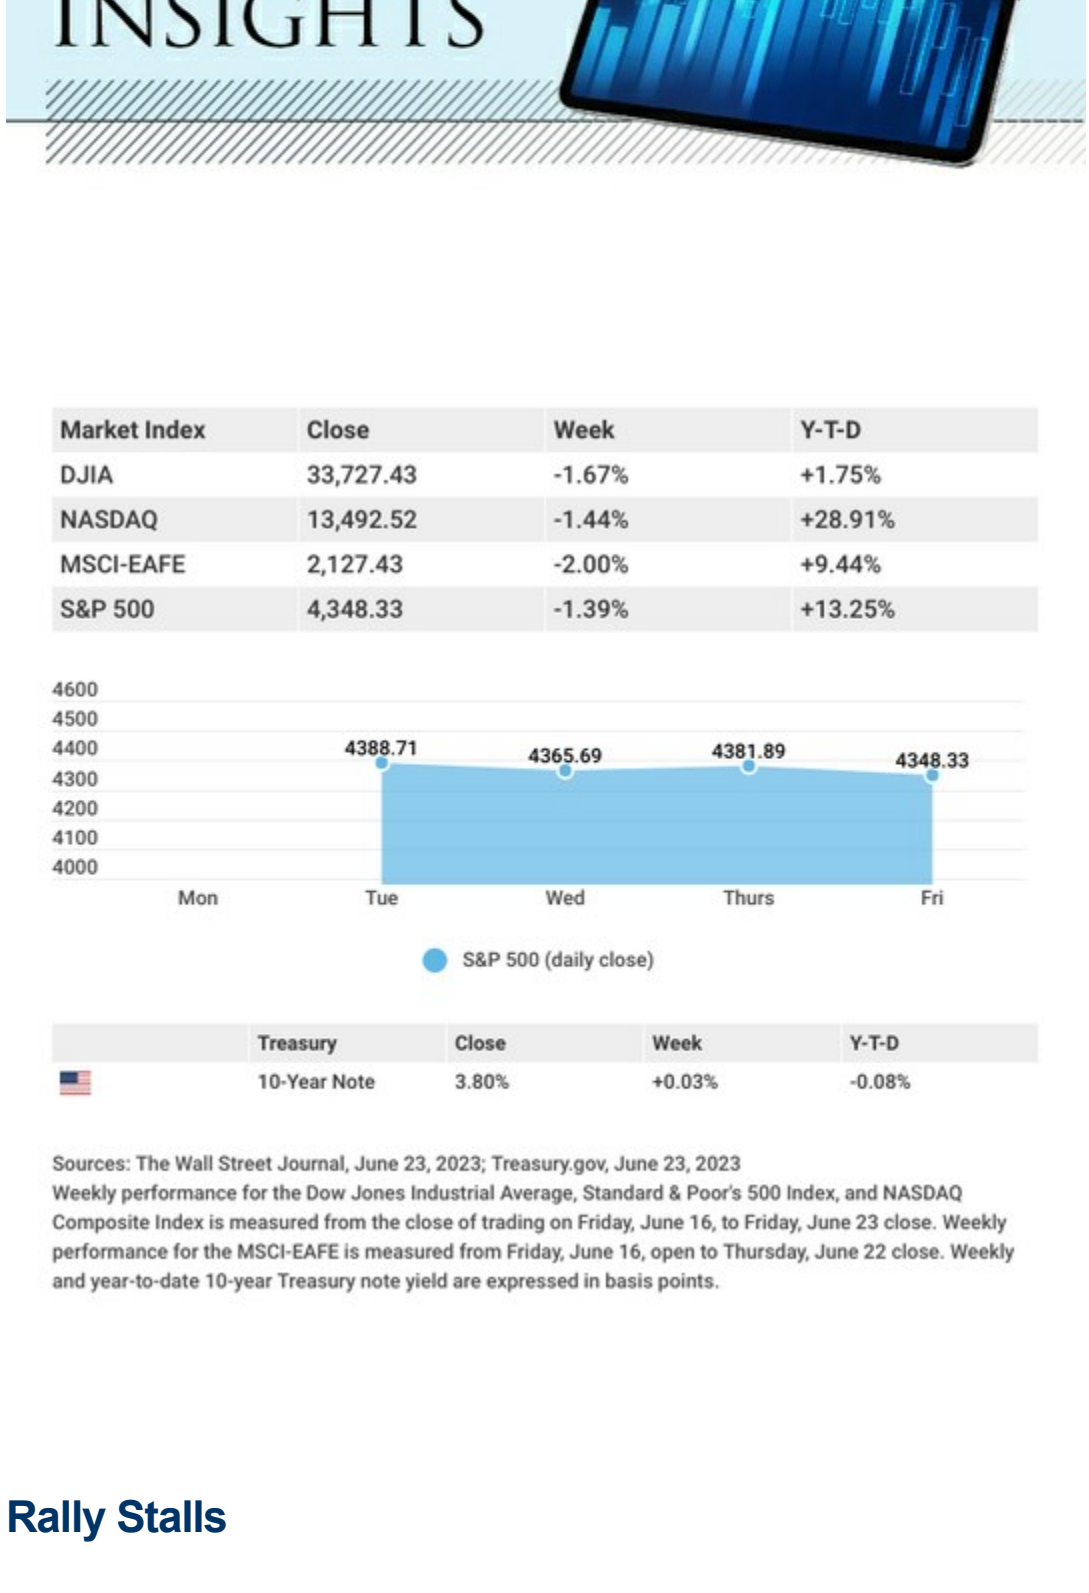 INSIGHTS
Market Index Close Week Y-T-D
DJIA 33,727.43 -1.67% +1.75%
NASDAQ 13,492.52 -1.44% +28.91%
MSCI-EAFE 2,127.43 -2.00% +9.44%
S&P 500 4,348.33 -1.39% +13.25%
4600
4500
4400
4300
4200
4100
4000
4388.71 4365.69 4381.89 4348.33
Mon Tue Wed Thurs Fri
S&P 500 (daily close)
Treasury Close Week Y-T-D
10-Year Note 3.80% +0.03% -0.08%
Sources: The Wall Street Journal, June 23, 2023; Treasury.gov, June 23, 2023
Weekly performance for the Dow Jones Industrial Average, Standard & Poor's 500 Index, and NASDAQ
Composite Index is measured from the close of trading on Friday, June 16, to Friday, June 23 close. Weekly
performance for the MSCI-EAFE is measured from Friday, June 16, open to Thursday, June 22 close. Weekly
and year-to-date 10-year Treasury note yield are expressed in basis points.
Rally Stalls